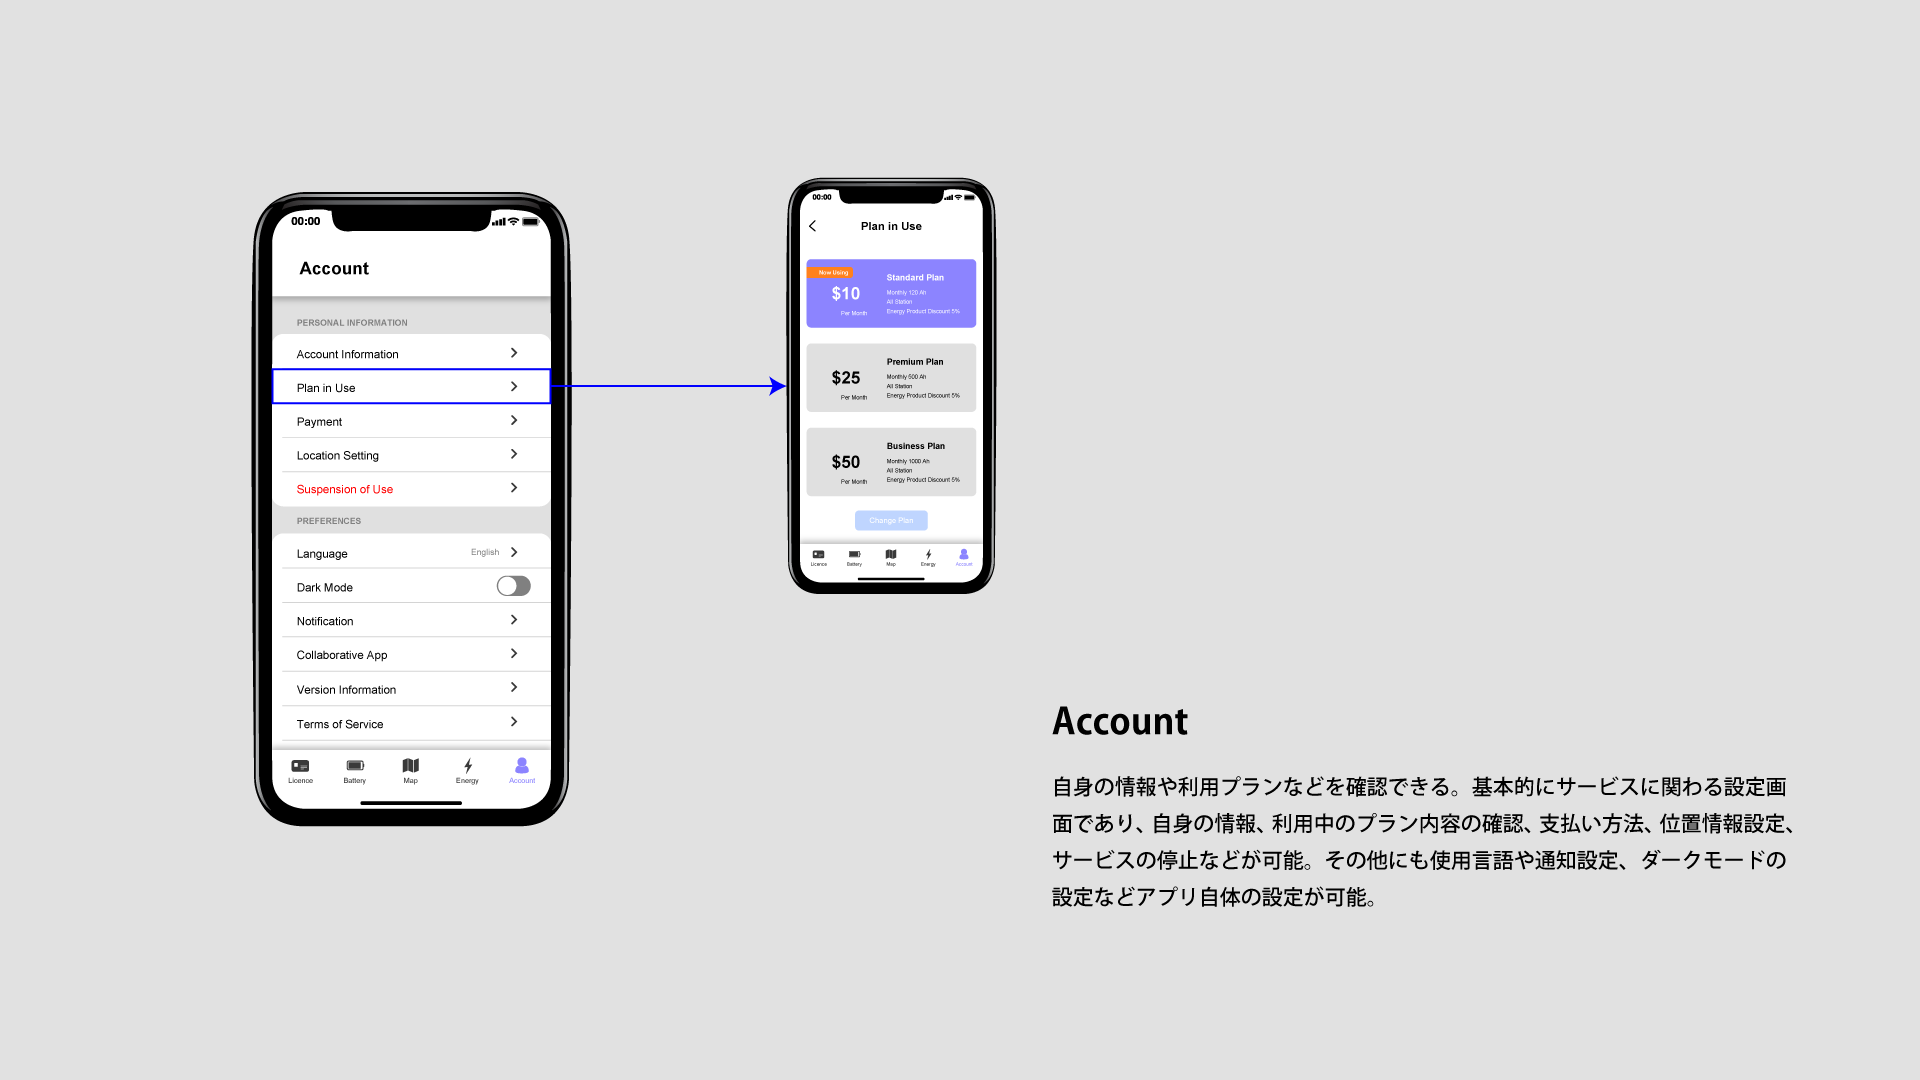 00:00
Account
PERSONAL INFORMATION
Account Information
Plan in Use
Payment
Location Setting
Suspension of Use
PREFERENCES
Language English
Dark Mode
Notification
Collaborative App
Version Information
Terms of Service
Licence Battery Map Energy Account
00:00
Plan in Use
Now Using
$10
Per Month
Standard Plan
Monthly 120 Ah
All Station
Energy Product Discount 5%
$25
Per Month
Premium Plan
Monthly 500 Ah
All Station
Energy Product Discount 5%
$50
Per Month
Business Plan
Monthly 1000 Ah
All Station
Energy Product Discount 5%
Change Plan
Licence Battery Map Energy Account
Account
自身の情報や利用プランなどを確認できる。基本的にサービスに関わる設定画
面であり、自身の情報、利用中のプラン内容の確認、支払い方法、位置情報設定、
サービスの停止などが可能。その他にも使用言語や通知設定、ダークモードの
設定などアプリ自体の設定が可能。